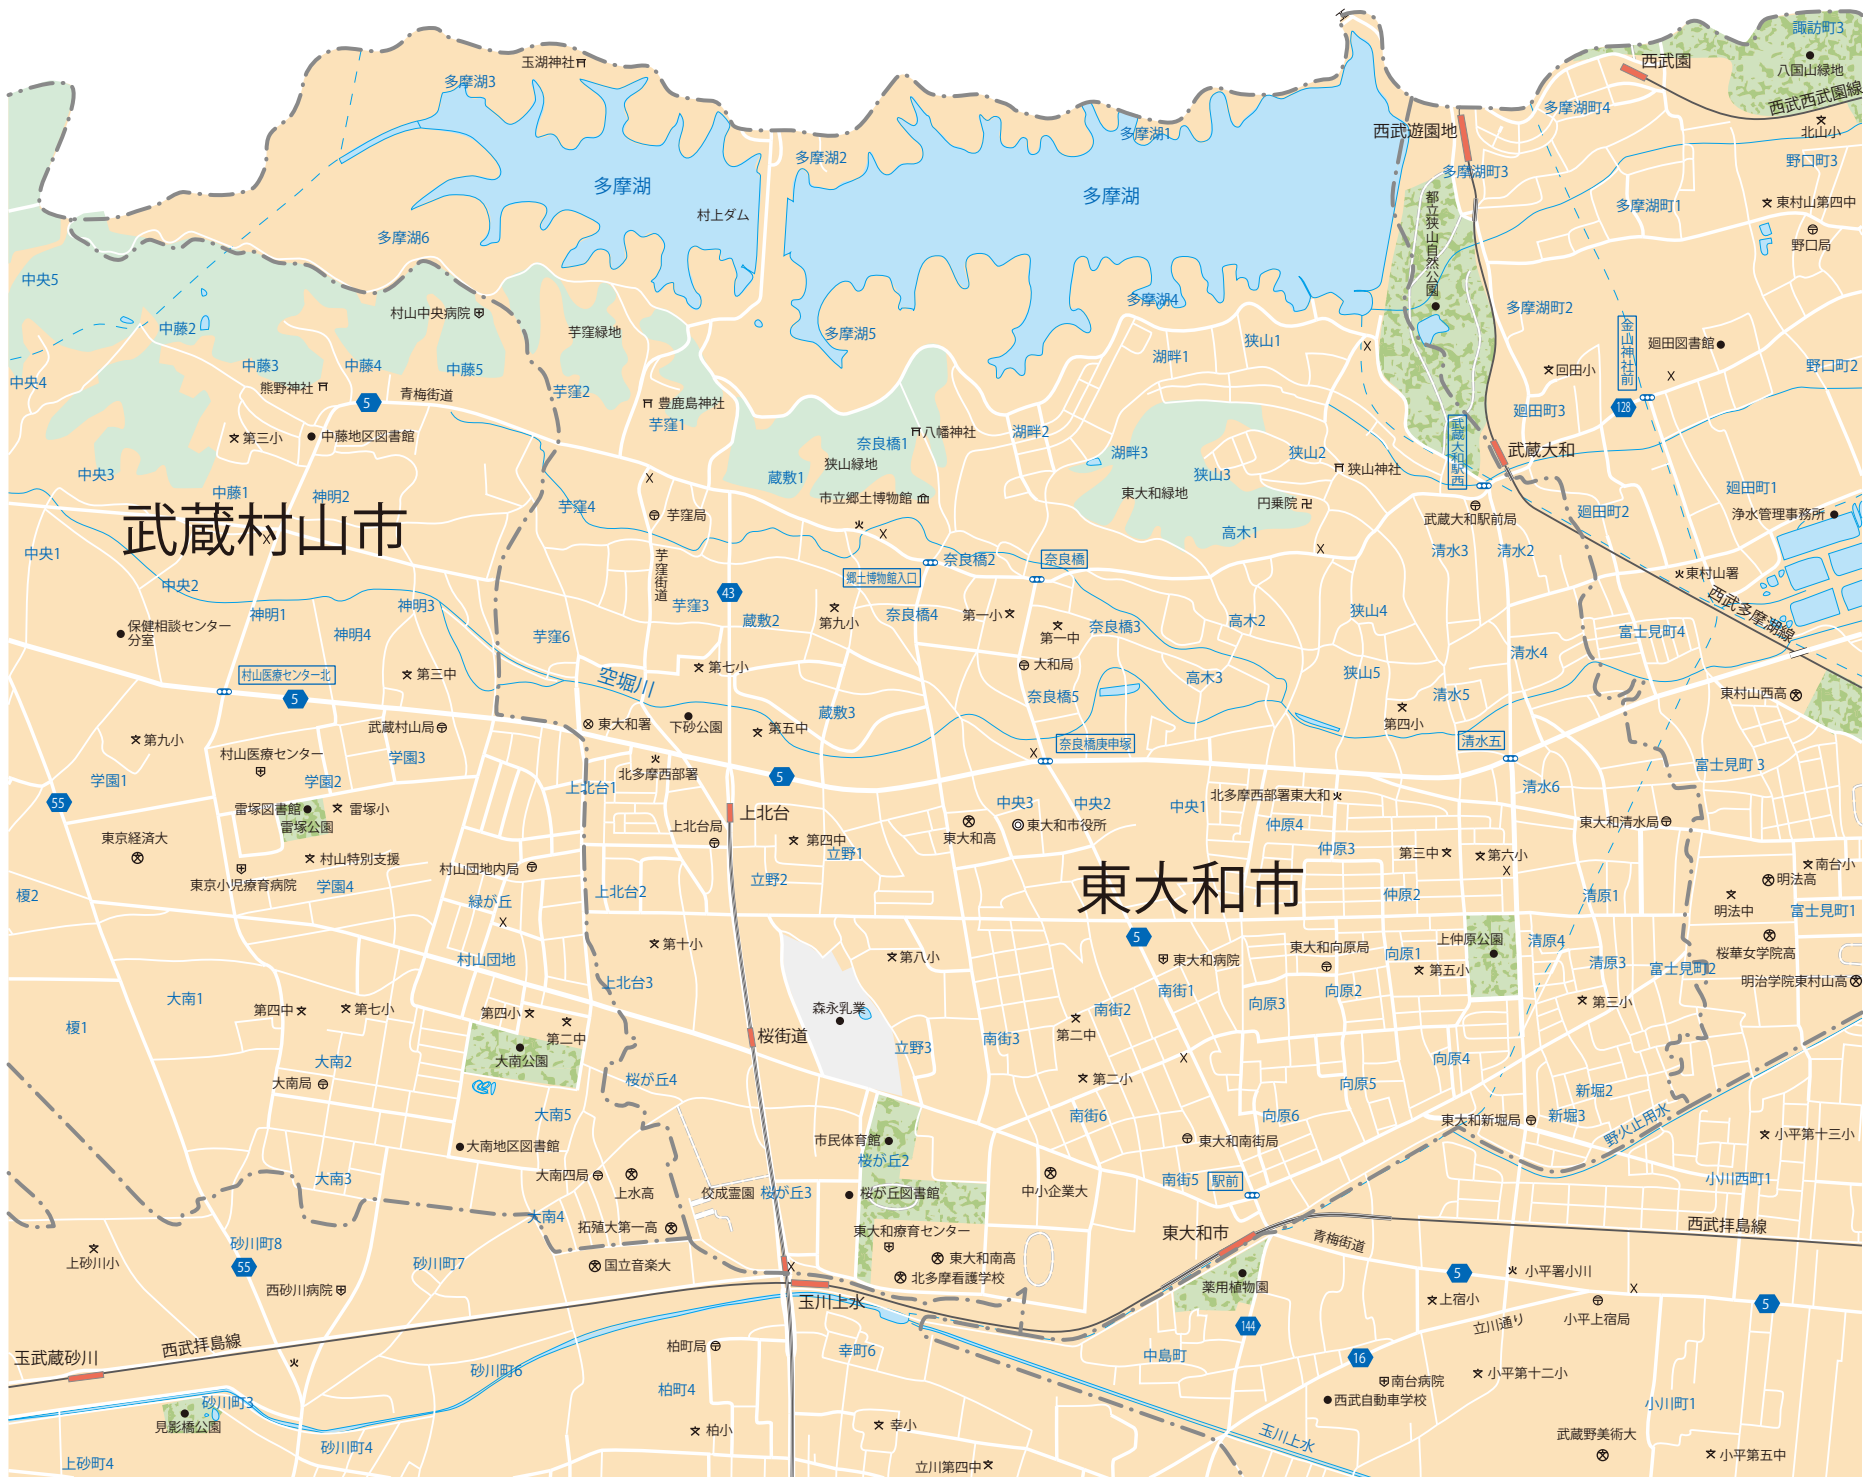 諏訪町3
西武園
八国山緑地
玉湖神社
多摩湖3
西武西武園線
多摩湖町4
北山小
西武遊園地
多摩湖1
多摩湖2
野口町3
多摩湖町3
多摩湖
多摩湖
都立狭山自然公園
東村山第四中
多摩湖町1
村上ダム
野口局
多摩湖6
中央5
多摩湖4
多摩湖町2
村山中央病院
中藤2
芋窪緑地
多摩湖5
狭山1
金山神社前
廻田図書館
湖畔1
中藤3
中藤4
中藤5
野口町2
回田小
中央4
熊野神社
青梅街道
芋窪2
5
豊鹿島神社
128
廻田町3
芋窪1
第三小
中藤地区図書館
奈良橋1
八幡神社
湖畔2
武蔵大和駅西
武蔵大和
湖畔3
狭山2
狭山緑地
狭山神社
中央3
蔵敷1
狭山3
中藤1
神明2
市立郷土博物館
東大和緑地
廻田町1
円乗院
芋窪4
芋窪局
武蔵大和駅前局
廻田町2
浄水管理事務所
武蔵村山市
高木1
中央1
芋窪街道
奈良橋2
奈良橋
清水3
清水2
郷土博物館入口
東村山署
中央2
43
神明3
芋窪3
西武多摩湖線
神明1
蔵敷2
第九小
奈良橋4
第一小
狭山4
保健相談センター
分室
神明4
芋窪6
第一中
奈良橋3
高木2
富士見町4
清水4
村山医療センター北
第三中
第七小
大和局
狭山5
空堀川
高木3
5
奈良橋5
清水5
東村山西高
蔵敷3
武蔵村山局
東大和署
下砂公園
第五中
第四小
第九小
奈良橋庚申塚
清水五
村山医療センター
学園3
北多摩西部署
5
富士見町 3
学園1
学園2
上北台1
清水6
55
中央3
中央2
中央1
北多摩西部署東大和
雷塚図書館
雷塚小
上北台
雷塚公園
上北台局
東大和市役所
仲原4
東大和清水局
東京経済大
東大和高
第四中
立野1
仲原3
第三中
第六小
村山特別支援
村山団地内局
南台小
東京小児療育病院
学園4
立野2
東大和市
明法高
榎2
上北台2
仲原2
清原1
緑が丘
明法中
富士見町1
5
上仲原公園
清原4
第十小
東大和向原局
桜華女学院高
村山団地
第八小
東大和病院
向原1
清原3
富士見町2
第五小
上北台3
明治学院東村山高
大南1
南街1
向原3
向原2
第三小
第四中
第七小
第四小
森永乳業
南街2
榎1
第二中
桜街道
南街3
第二中
立野3
大南2
大南公園
向原4
大南局
桜が丘4
第二小
向原5
新堀2
大南5
南街6
向原6
東大和新堀局
新堀3
野火止用水
大南地区図書館
市民体育館
東大和南街局
小平第十三小
桜が丘2
大南3
大南四局
上水高
佼成霊園
桜が丘3
桜が丘図書館
中小企業大
南街5
駅前
小川西町1
大南4
拓殖大第一高
東大和療育センター
東大和市
西武拝島線
砂川町8
青梅街道
上砂川小
55
砂川町7
国立音楽大
東大和南高
北多摩看護学校
5
小平署小川
西砂川病院
薬用植物園
上宿小
5
玉川上水
小平上宿局
144
立川通り
西武拝島線
柏町局
幸町6
中島町
16
玉武蔵砂川
砂川町6
小平第十二小
柏町4
南台病院
西武自動車学校
砂川町3
小川町1
見影橋公園
幸小
柏小
玉川上水
武蔵野美術大
砂川町4
小平第五中
上砂町4
立川第四中